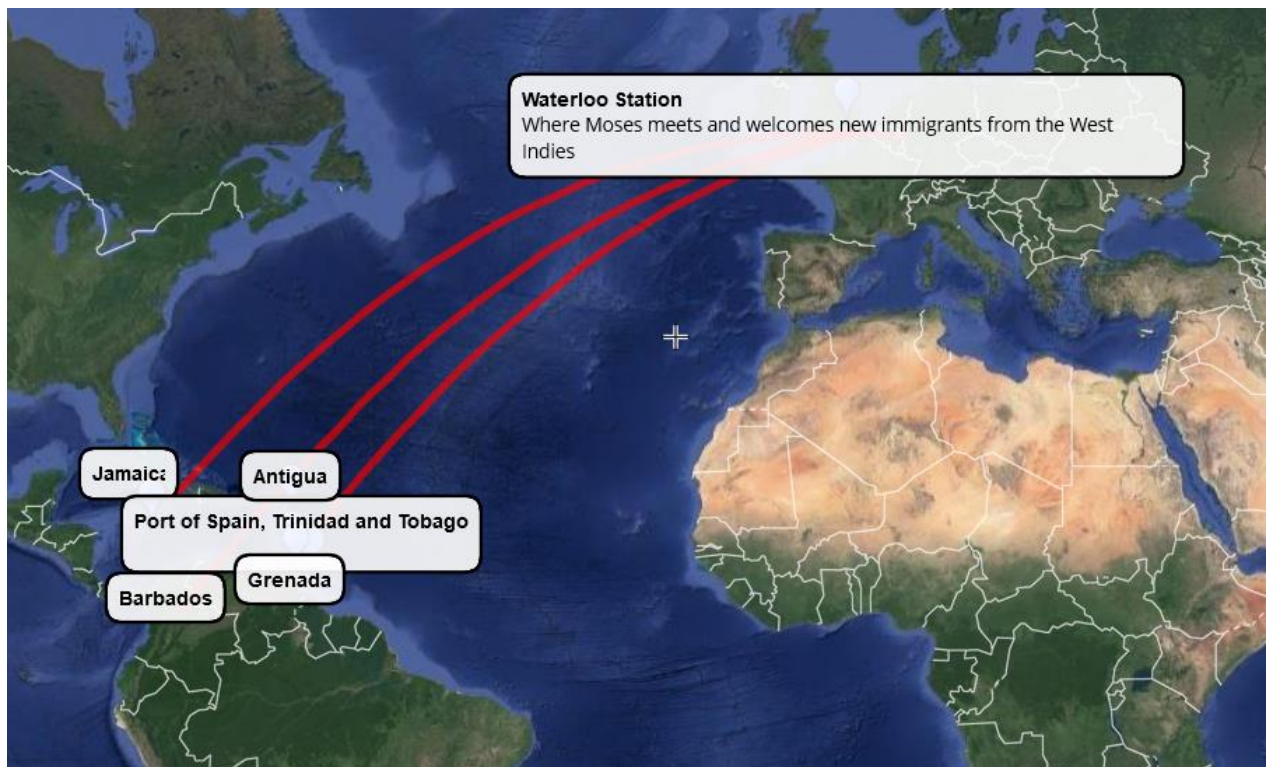 Waterloo Station
Where Moses meets and welcomes new immigrants from the West
Indies
Jamaica
Antigua
Port of Spain, Trinidad and Tobago
Grenada
Barbados